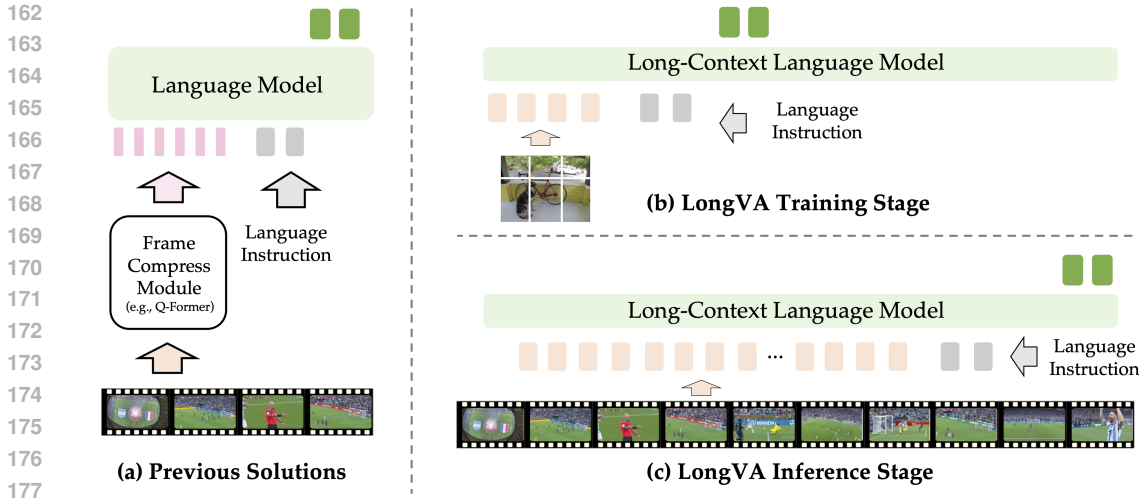 162
163
164
165
166
167
168
169
170
171
172
173
174
175
176
177
Language Model
Frame
Compress
Module
(e.g., Q-Former)
Language
Instruction
(a) Previous Solutions
Long-Context Language Model
Language
Instruction
(b) LongVA Training Stage
Long-Context Language Model
...
Language
Instruction
(c) LongVA Inference Stage